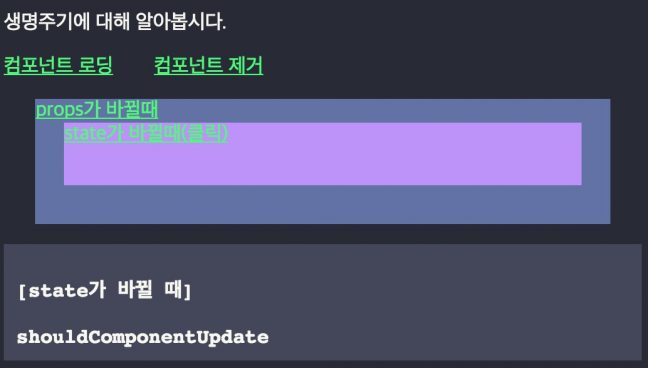 생명주기에 대해 알아봅시다.
컴포넌트 로딩 컴포넌트 제거
props가 바뀔때
state가 바뀔때(클릭)
[state가 바뀔 때]
shouldComponentUpdate